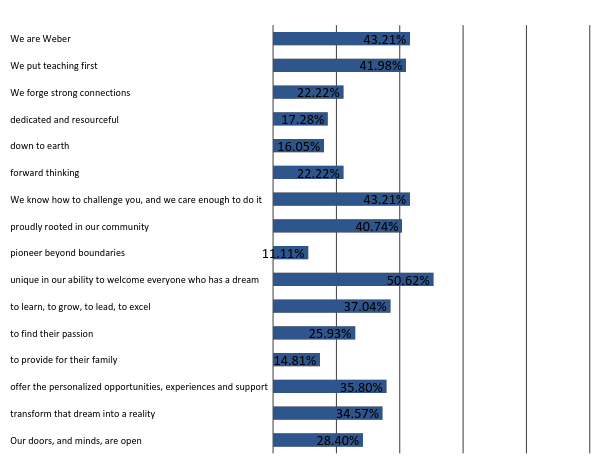 We are Weber 43.21%
We put teaching first 41.98%
We forge strong connections 22.22%
dedicated and resourceful 17.28%
down to earth 16.05%
forward thinking 22.22%
We know how to challenge you, and we care enough to do it 43.21%
proudly rooted in our community 40.74%
pioneer beyond boundaries 11.11%
unique in our ability to welcome everyone who has a dream 50.62%
to learn, to grow, to lead, to excel 37.04%
to find their passion 25.93%
to provide for their family 14.81%
offer the personalized opportunities, experiences and support 35.80%
transform that dream into a reality 34.57%
Our doors, and minds, are open 28.40%